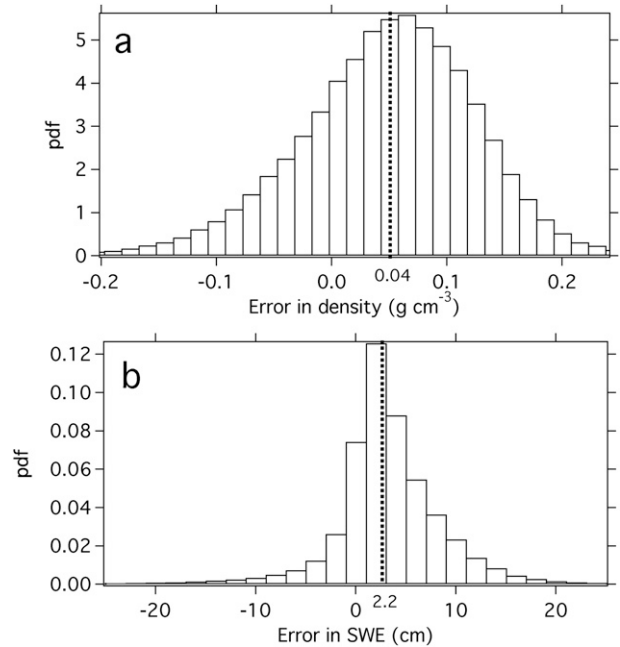 a
5
4
3
2
1
0
pdf
-0.2 -0.1 0.0 0.04 0.1 0.2
Error in density (g cm⁻³)
b
0.12
0.10
0.08
0.06
0.04
0.02
0.00
pdf
-20 -10 0 2.2 10 20
Error in SWE (cm)